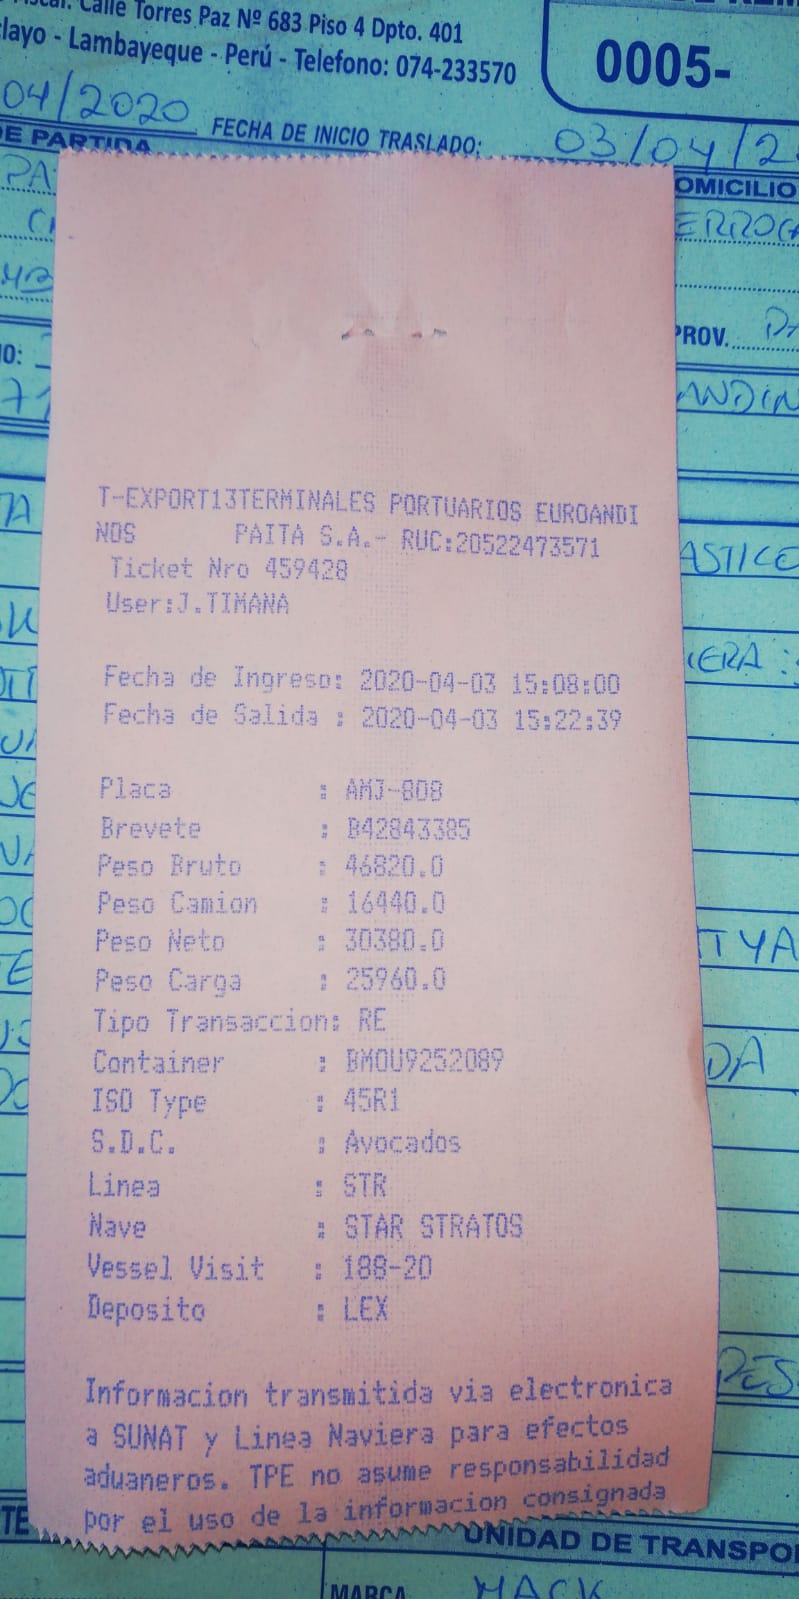 Calle Torres Paz Nº 683 Piso 4 Dpto. 401
layo - Lambayeque - Perú - Telefono: 074-233570
0005-
04/2020
FECHA DE INICIO TRASLADO: 03/04/2
DE PARTIDA
OMICILIO
PROV.
T-EXPORT13TERMINALES PORTUARIOS EUROANDI
NOS PAITA S.A.- RUC:20522473571
Ticket Nro 459428
User:J.TIMANA
Fecha de Ingreso: 2020-04-03 15:08:00
Fecha de Salida : 2020-04-03 15:22:39
Placa : AMJ-808
Brevete : B42843385
Peso Bruto : 46820.0
Peso Camion : 16440.0
Peso Neto : 30380.0
Peso Carga : 25960.0
Tipo Transaccion: RE
Container : BMOU9252089
ISO Type : 45R1
S.D.C. : Avocados
Linea : STR
Nave : STAR STRATOS
Vessel Visit : 188-20
Deposito : LEX
Informacion transmitida via electronica
a SUNAT y Linea Naviera para efectos
aduaneros. TPE no asume responsabilidad
por el uso de la informacion consignada
UNIDAD DE TRANSPO
MARCA MACK